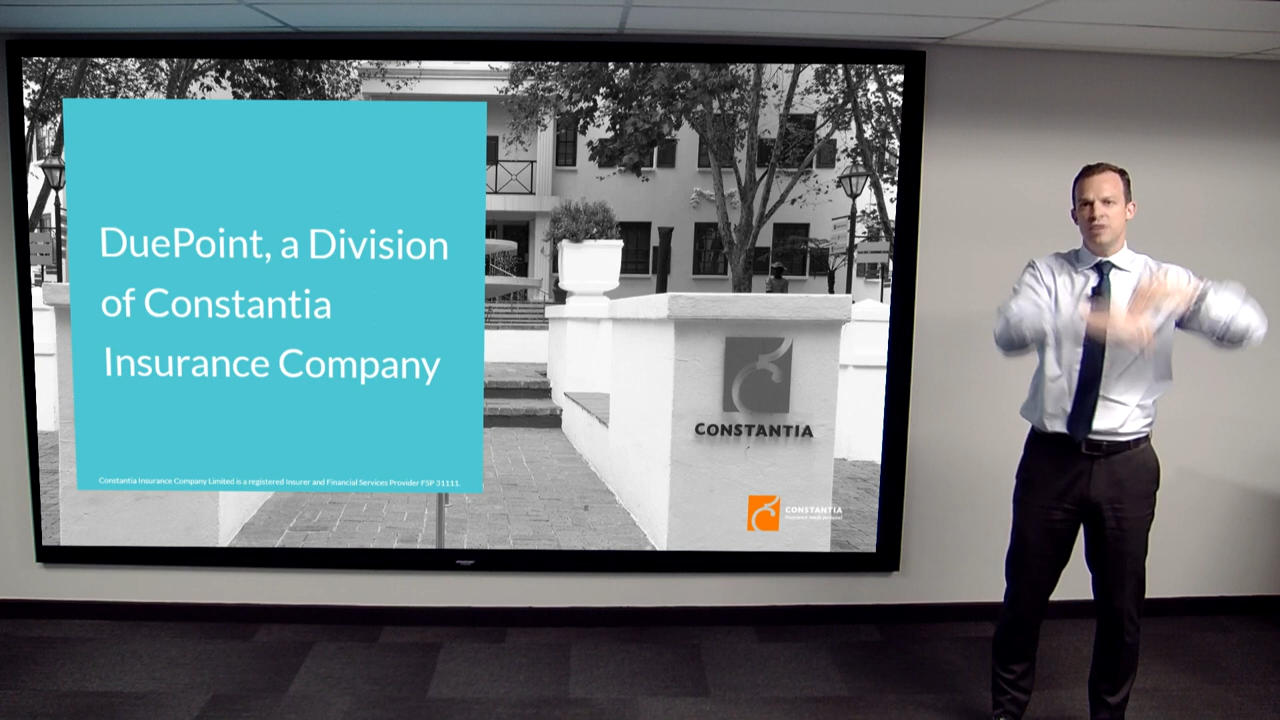 DuePoint, a Division
of Constantia
Insurance Company
Constantia Insurance Company Limited is a registered Insurer and Financial Services Provider FSP 31111.
CONSTANTIA
CONSTANTIA